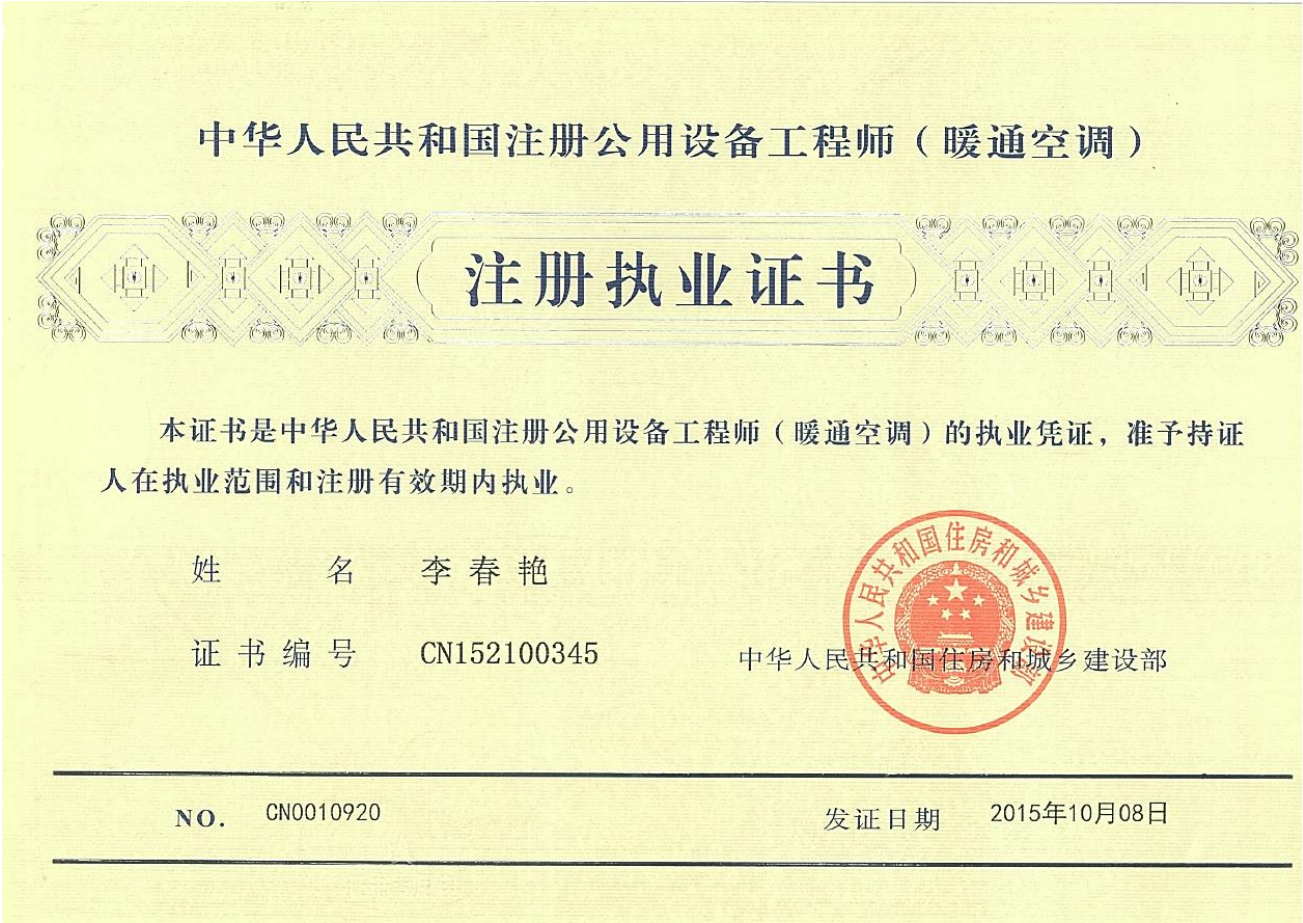 中华人民共和国注册公用设备工程师（暖通空调）
注册执业证书
本证书是中华人民共和国注册公用设备工程师（暖通空调）的执业凭证，准予持证
人在执业范围和注册有效期内执业。
姓 名 李春艳
中华人民共和国住房和城乡建设部
证书编号 CN152100345
中华人民共和国住房和城乡建设部
NO. CN0010920 发证日期 2015年10月08日